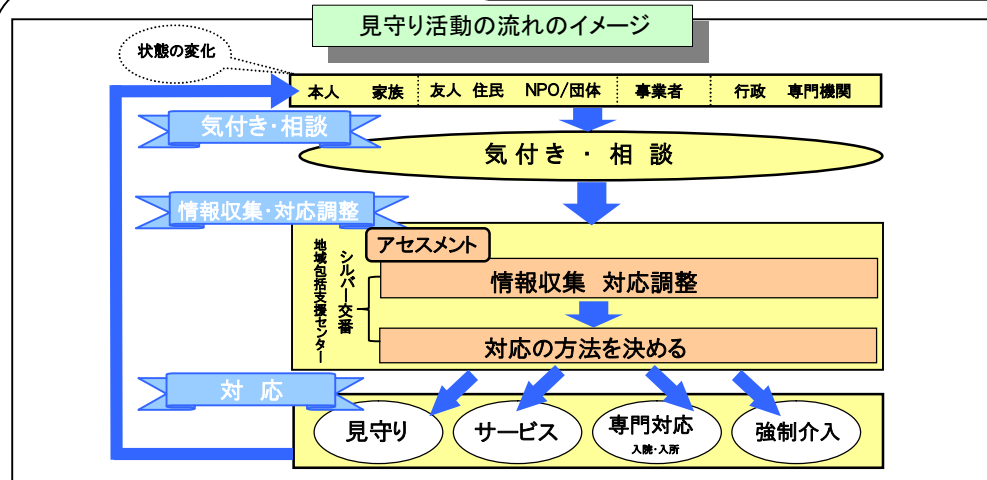 見守り活動の流れのイメージ
状態の変化
本人 家族 友人 住民 NPO/団体 事業者 行政 専門機関
気付き・相談
気付き・相談
情報収集・対応調整
アセスメント
地域包括支援センター
シルバー交番
情報収集 対応調整
対応の方法を決める
対応
見守り
サービス
専門対応
入院・入所
強制介入